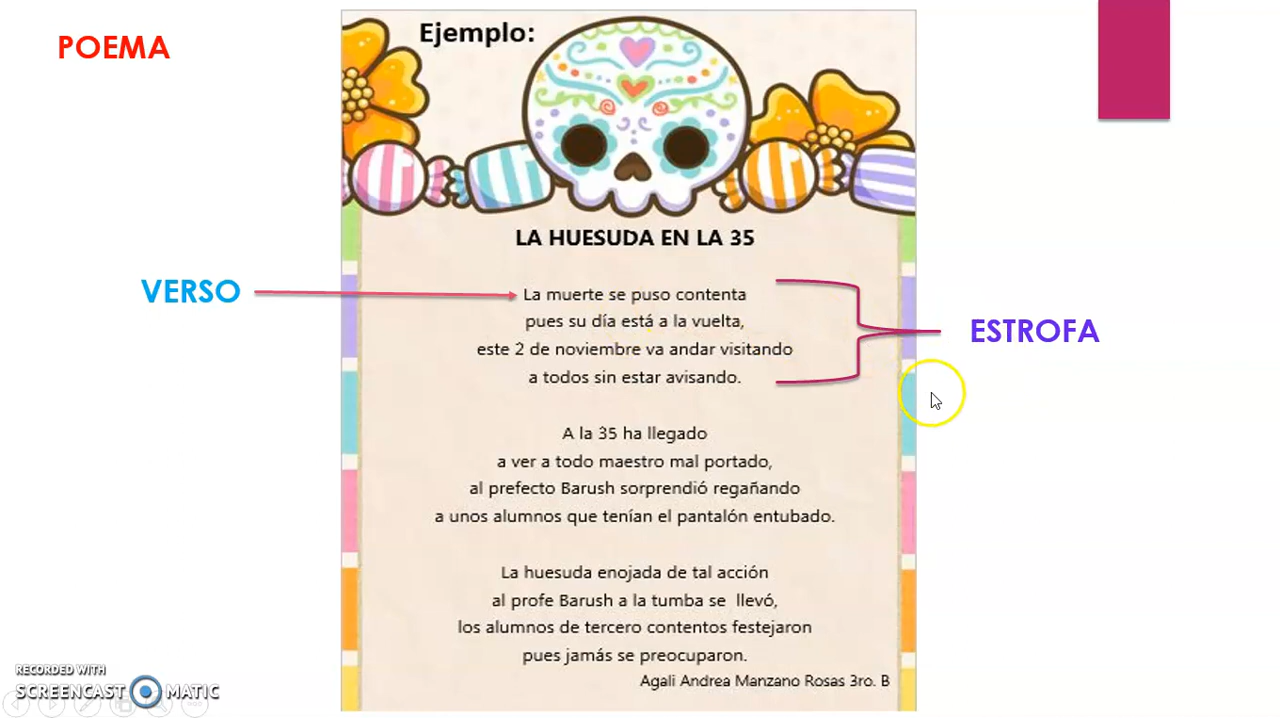 POEMA
Ejemplo:
LA HUESUDA EN LA 35
VERSO
La muerte se puso contenta
pues su día está a la vuelta,
este 2 de noviembre va andar visitando
a todos sin estar avisando.
ESTROFA
A la 35 ha llegado
a ver a todo maestro mal portado,
al prefecto Barush sorprendió regañando
a unos alumnos que tenían el pantalón entubado.
La huesuda enojada de tal acción
al profe Barush a la tumba se llevó,
los alumnos de tercero contentos festejaron
pues jamás se preocuparon.
Agali Andrea Manzano Rosas 3ro. B
RECORDED WITH
SCREENCAST MATIC